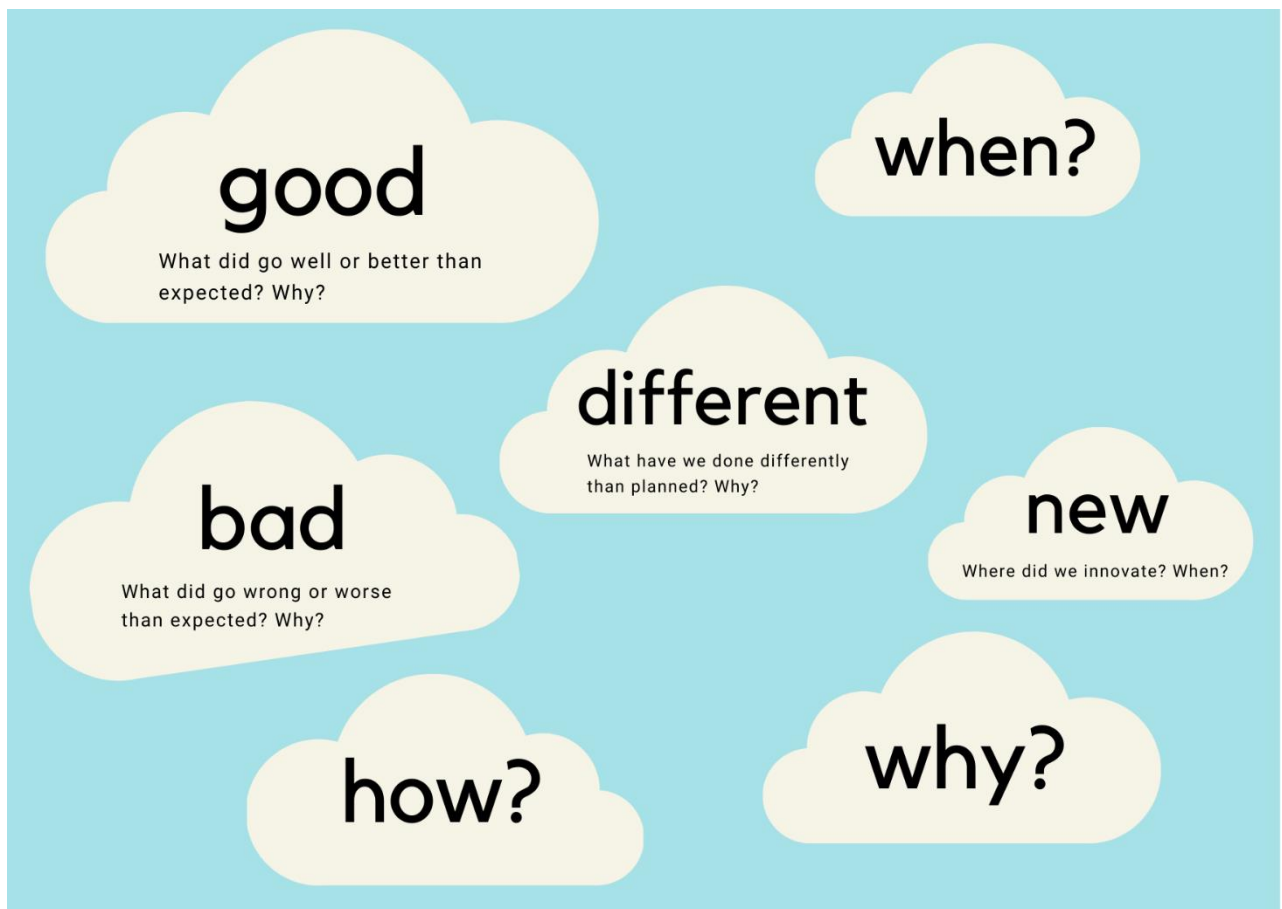 good
What did go well or better than
expected? Why?
when?
different
What have we done differently
than planned? Why?
bad
What did go wrong or worse
than expected? Why?
new
Where did we innovate? When?
how?
why?